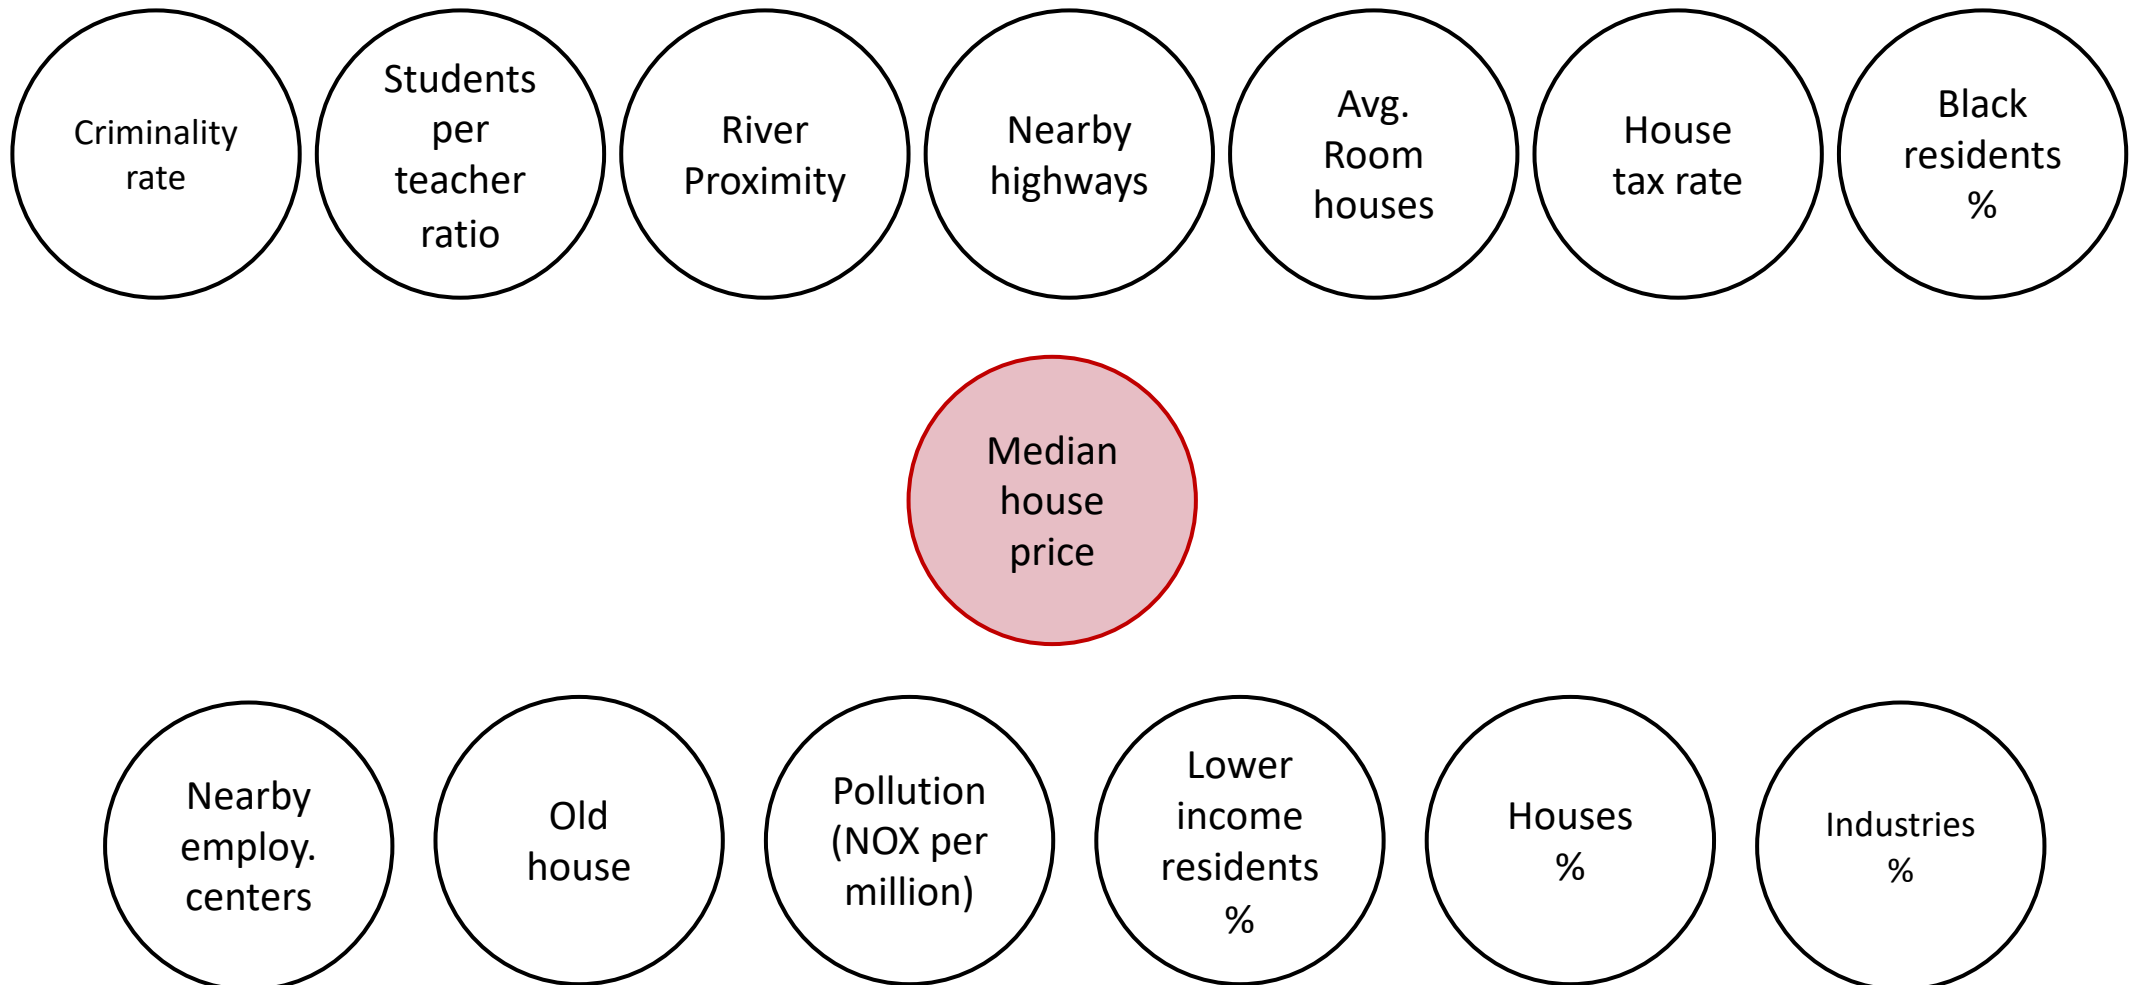 Criminality
rate
Students
per
teacher
ratio
River
Proximity
Nearby
highways
Avg.
Room
houses
House
tax rate
Black
residents
%
Median
house
price
Nearby
employ.
centers
Old
house
Pollution
(NOX per
million)
Lower
income
residents
%
Houses
%
Industries
%